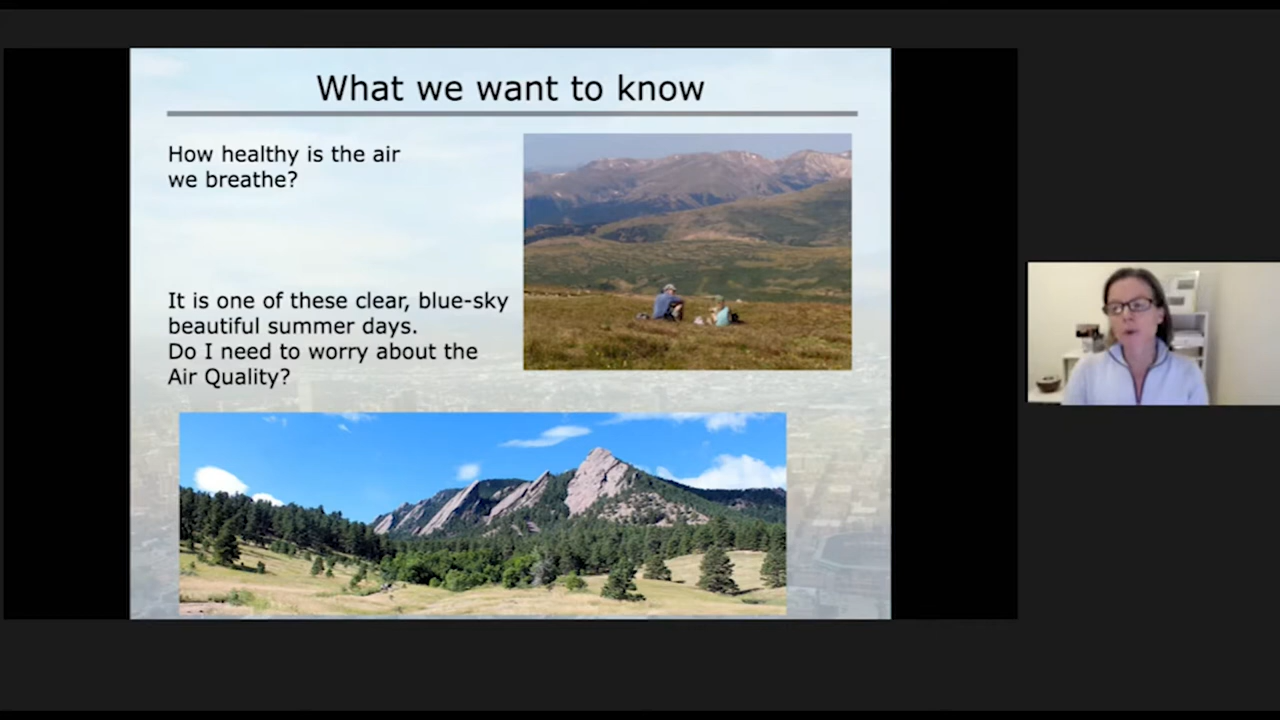 What we want to know
How healthy is the air
we breathe?
It is one of these clear, blue-sky
beautiful summer days.
Do I need to worry about the
Air Quality?